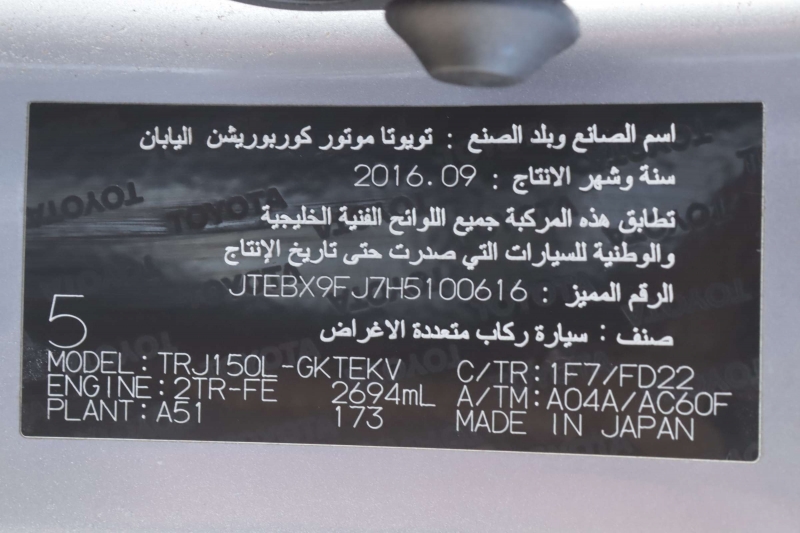 اسم الصانع وبلد الصنع : تويوتا موتور كوربوريشن اليابان
سنة وشهر الانتاج : 2016.09
تطابق هذه المركبة جميع اللوائح الفنية الخليجية
والوطنية للسيارات التي صدرت حتى تاريخ الإنتاج
الرقم المميز : JTEBX9FJ7H5100616
صنف : سيارة ركاب متعددة الاغراض
5
MODEL:TRJ150L-GKTEKV C/TR:1F7/FD22
ENGINE:2TR-FE 2694mL A/TM:A04A/AC60F
PLANT:A51 173 MADE IN JAPAN